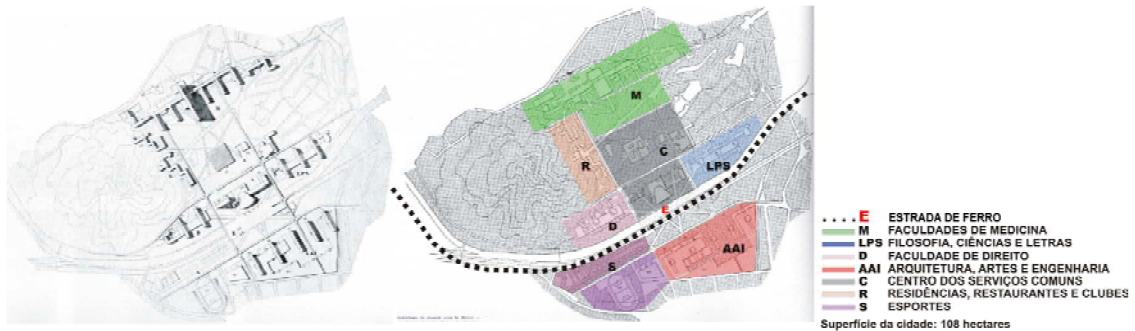 M
C
R
LPS
E
D
AAI
S
E ESTRADA DE FERRO
M FACULDADES DE MEDICINA
LPS FILOSOFIA, CIÊNCIAS E LETRAS
D FACULDADE DE DIREITO
AAI ARQUITETURA, ARTES E ENGENHARIA
C CENTRO DOS SERVIÇOS COMUNS
R RESIDÊNCIAS, RESTAURANTES E CLUBES
S ESPORTES
Superfície da cidade: 108 hectares